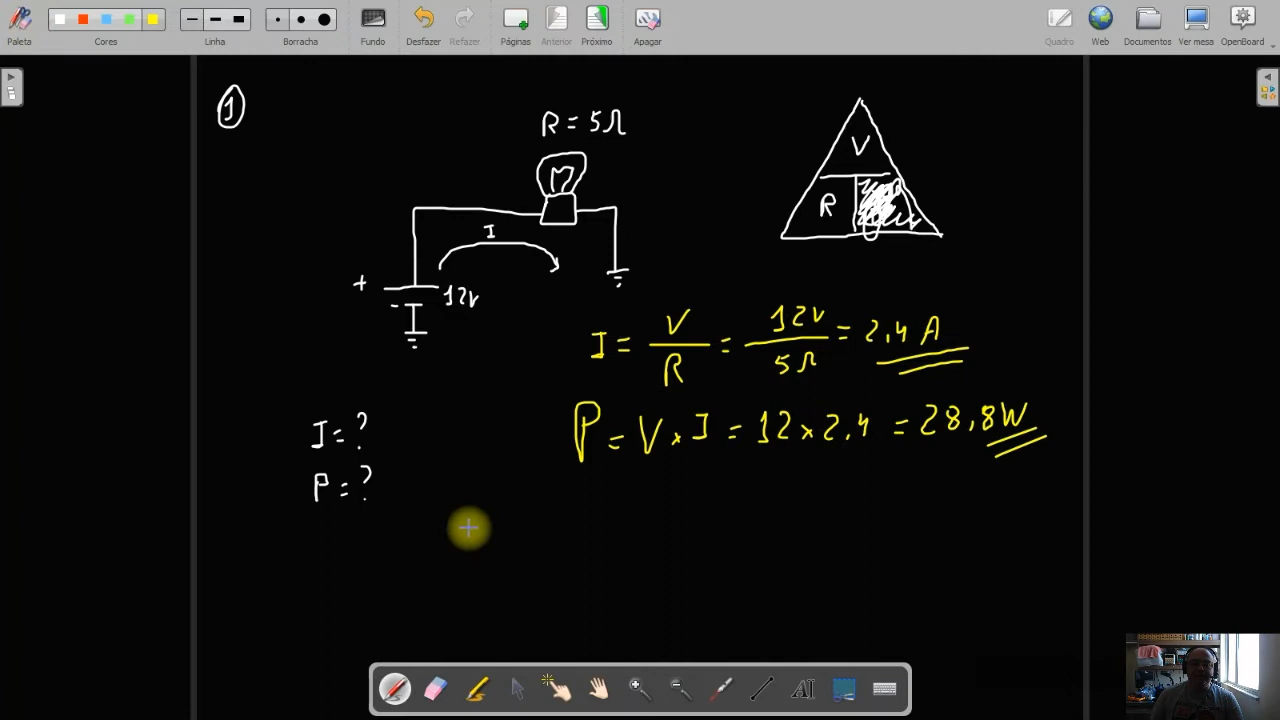 Paleta
Cores
Linha
Borracha
Fundo
Desfazer
Refazer
Páginas
Anterior
Próximo
Apagar
Quadro
Web
Documentos
Ver mesa
OpenBoard
1
R = 5Ω
V
R
I
+
-
12V
I = V/R = 12V/5Ω = 2.4 A
P = V × I = 12 × 2.4 = 28,8W
I = ?
P = ?
AI